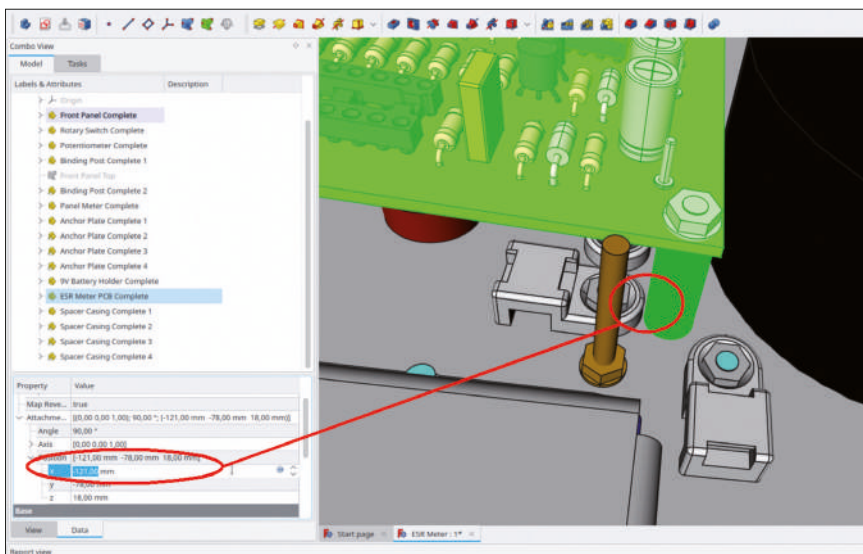 Combo View
Model Tasks
Labels & Attributes Description
Origin
Front Panel Complete
Rotary Switch Complete
Potentiometer Complete
Binding Post Complete 1
Front Panel Top
Binding Post Complete 2
Panel Meter Complete
Anchor Plate Complete 1
Anchor Plate Complete 2
Anchor Plate Complete 3
Anchor Plate Complete 4
9V Battery Holder Complete
ESR Meter PCB Complete
Spacer Casing Complete 1
Spacer Casing Complete 2
Spacer Casing Complete 3
Spacer Casing Complete 4
Property Value
Map Reve... true
Attachme... [(0,00 0,00 1,00); 90,00 °; (-121,00 mm -78,00 mm 18,00 mm)]
Angle 90,00 °
Axis [0,00 0,00 1,00]
Position [-121,00 mm -78,00 mm 18,00 mm]
x -121,00 mm
y -78,00 mm
z 18,00 mm
Base
View Data
Start page ESR Meter : 1*
Report view